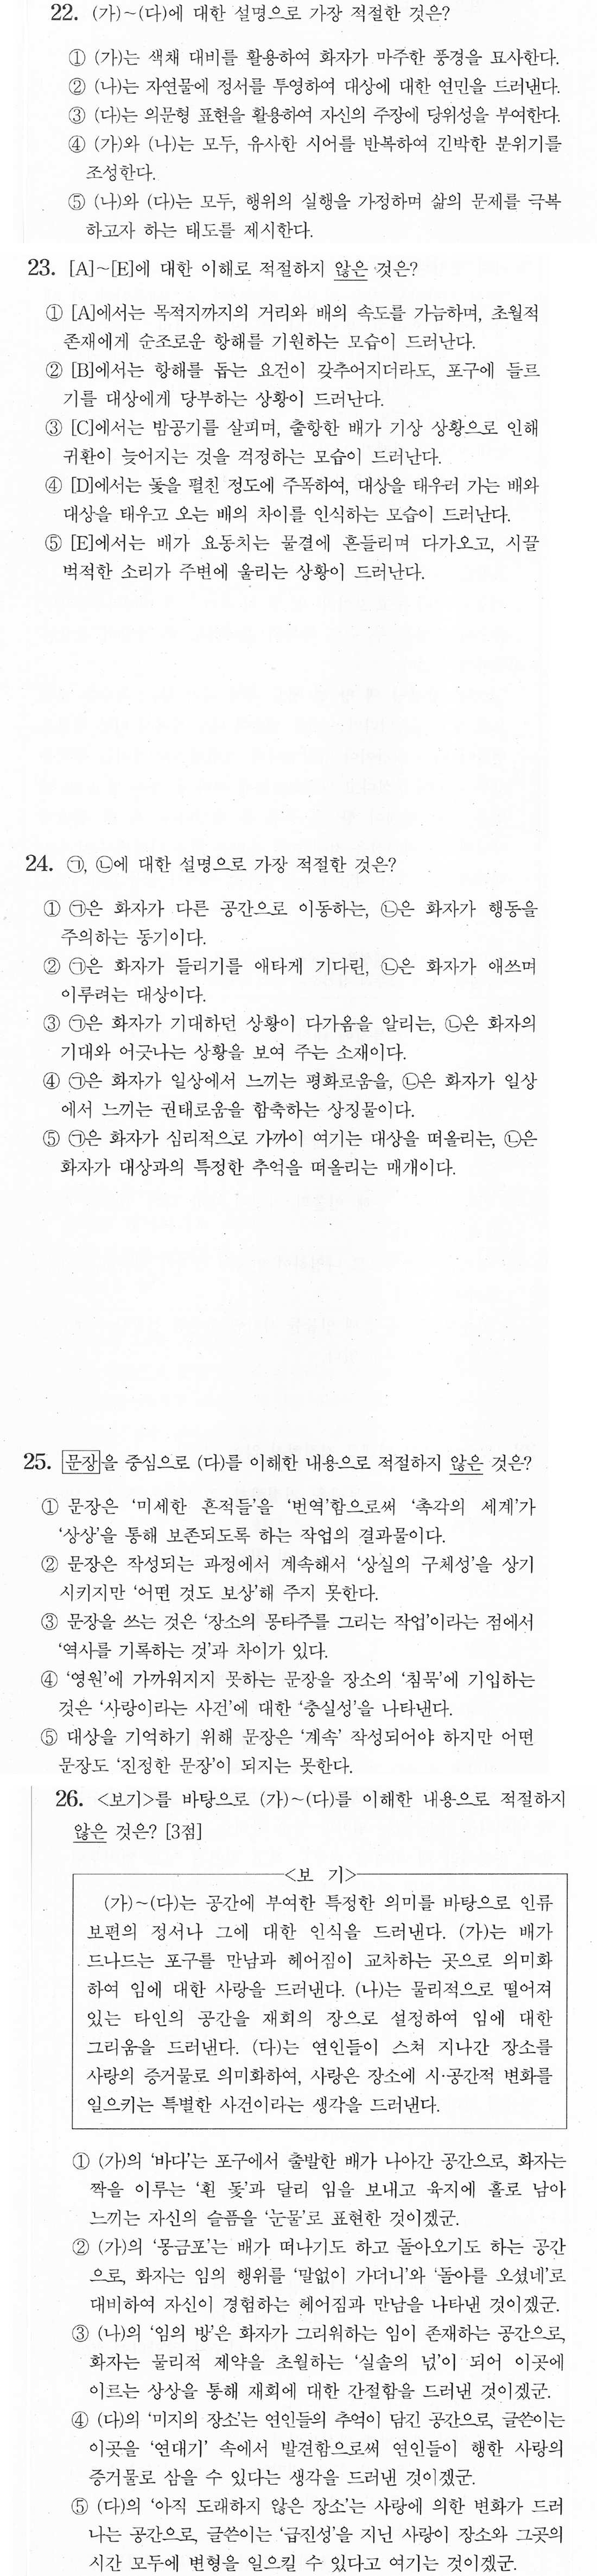 22. (가)~(다)에 대한 설명으로 가장 적절한 것은?
① (가)는 색채 대비를 활용하여 화자가 마주한 풍경을 묘사한다.
② (나)는 자연물에 정서를 투영하여 대상에 대한 연민을 드러낸다.
③ (다)는 의문형 표현을 활용하여 자신의 주장에 당위성을 부여한다.
④ (가)와 (나)는 모두, 유사한 시어를 반복하여 긴박한 분위기를
조성한다.
⑤ (나)와 (다)는 모두, 행위의 실행을 가정하며 삶의 문제를 극복
하고자 하는 태도를 제시한다.
23. [A]~[E]에 대한 이해로 적절하지 않은 것은?
① [A]에서는 목적지까지의 거리와 배의 속도를 가늠하며, 초월적
존재에게 순조로운 항해를 기원하는 모습이 드러난다.
② [B]에서는 항해를 돕는 요건이 갖추어지더라도, 포구에 들르
기를 대상에게 당부하는 상황이 드러난다.
③ [C]에서는 밤공기를 살피며, 출항한 배가 기상 상황으로 인해
귀환이 늦어지는 것을 걱정하는 모습이 드러난다.
④ [D]에서는 돛을 펼친 정도에 주목하여, 대상을 태우러 가는 배와
대상을 태우고 오는 배의 차이를 인식하는 모습이 드러난다.
⑤ [E]에서는 배가 요동치는 물결에 흔들리며 다가오고, 시끌
벅적한 소리가 주변에 울리는 상황이 드러난다.
24. ㉠, ㉡에 대한 설명으로 가장 적절한 것은?
① ㉠은 화자가 다른 공간으로 이동하는, ㉡은 화자가 행동을
주의하는 동기이다.
② ㉠은 화자가 들리기를 애타게 기다린, ㉡은 화자가 애쓰며
이루려는 대상이다.
③ ㉠은 화자가 기대하던 상황이 다가옴을 알리는, ㉡은 화자의
기대와 어긋나는 상황을 보여 주는 소재이다.
④ ㉠은 화자가 일상에서 느끼는 평화로움을, ㉡은 화자가 일상
에서 느끼는 권태로움을 함축하는 상징물이다.
⑤ ㉠은 화자가 심리적으로 가까이 여기는 대상을 떠올리는, ㉡은
화자가 대상과의 특정한 추억을 떠올리는 매개이다.
25. 문장을 중심으로 (다)를 이해한 내용으로 적절하지 않은 것은?
① 문장은 ‘미세한 흔적들’을 ‘번역’함으로써 ‘촉각의 세계’가
‘상상’을 통해 보존되도록 하는 작업의 결과물이다.
② 문장은 작성되는 과정에서 계속해서 ‘상실의 구체성’을 상기
시키지만 ‘어떤 것도 보상’해 주지 못한다.
③ 문장을 쓰는 것은 ‘장소의 몽타주를 그리는 작업’이라는 점에서
‘역사를 기록하는 것’과 차이가 있다.
④ ‘영원’에 가까워지지 못하는 문장을 장소의 ‘침묵’에 기입하는
것은 ‘사랑이라는 사건’에 대한 ‘충실성’을 나타낸다.
⑤ 대상을 기억하기 위해 문장은 ‘계속’ 작성되어야 하지만 어떤
문장도 ‘진정한 문장’이 되지는 못한다.
26. <보기>를 바탕으로 (가)~(다)를 이해한 내용으로 적절하지
않은 것은? [3점]
<보 기>
(가)~(다)는 공간에 부여한 특정한 의미를 바탕으로 인류
보편의 정서나 그에 대한 인식을 드러낸다. (가)는 배가
드나드는 포구를 만남과 헤어짐이 교차하는 곳으로 의미화
하여 임에 대한 사랑을 드러낸다. (나)는 물리적으로 떨어져
있는 타인의 공간을 재회의 장으로 설정하여 임에 대한
그리움을 드러낸다. (다)는 연인들이 스쳐 지나간 장소를
사랑의 증거물로 의미화하여, 사랑은 장소에 시·공간적 변화를
일으키는 특별한 사건이라는 생각을 드러낸다.
① (가)의 ‘바다’는 포구에서 출발한 배가 나아간 공간으로, 화자는
짝을 이루는 ‘흰 돛’과 달리 임을 보내고 육지에 홀로 남아
느끼는 자신의 슬픔을 ‘눈물’로 표현한 것이겠군.
② (가)의 ‘몽금포’는 배가 떠나기도 하고 돌아오기도 하는 공간
으로, 화자는 임의 행위를 ‘말없이 가더니’와 ‘돌아를 오셨네’로
대비하여 자신이 경험하는 헤어짐과 만남을 나타낸 것이겠군.
③ (나)의 ‘임의 방’은 화자가 그리워하는 임이 존재하는 공간으로,
화자는 물리적 제약을 초월하는 ‘실솔의 넋’이 되어 이곳에
이르는 상상을 통해 재회에 대한 간절함을 드러낸 것이겠군.
④ (다)의 ‘미지의 장소’는 연인들의 추억이 담긴 공간으로, 글쓴이는
이곳을 ‘연대기’ 속에서 발견함으로써 연인들이 행한 사랑의
증거물로 삼을 수 있다는 생각을 드러낸 것이겠군.
⑤ (다)의 ‘아직 도래하지 않은 장소’는 사랑에 의한 변화가 드러
나는 공간으로, 글쓴이는 ‘급진성’을 지닌 사랑이 장소와 그곳의
시간 모두에 변형을 일으킬 수 있다고 여기는 것이겠군.